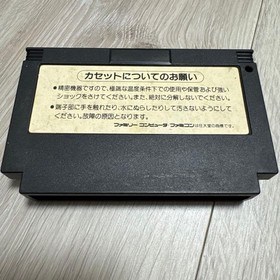 カセットについてのお願い
●精密機器ですので、極端な温度条件下での使用や保管および強い
ショックをさけてください。また、絶対に分解しないでください。
●端子部に手を触れたり、水にぬらしたりして汚さないようにして
ください。故障の原因となります。
ファミリー コンピュータ ファミコンは任天堂の商標です。